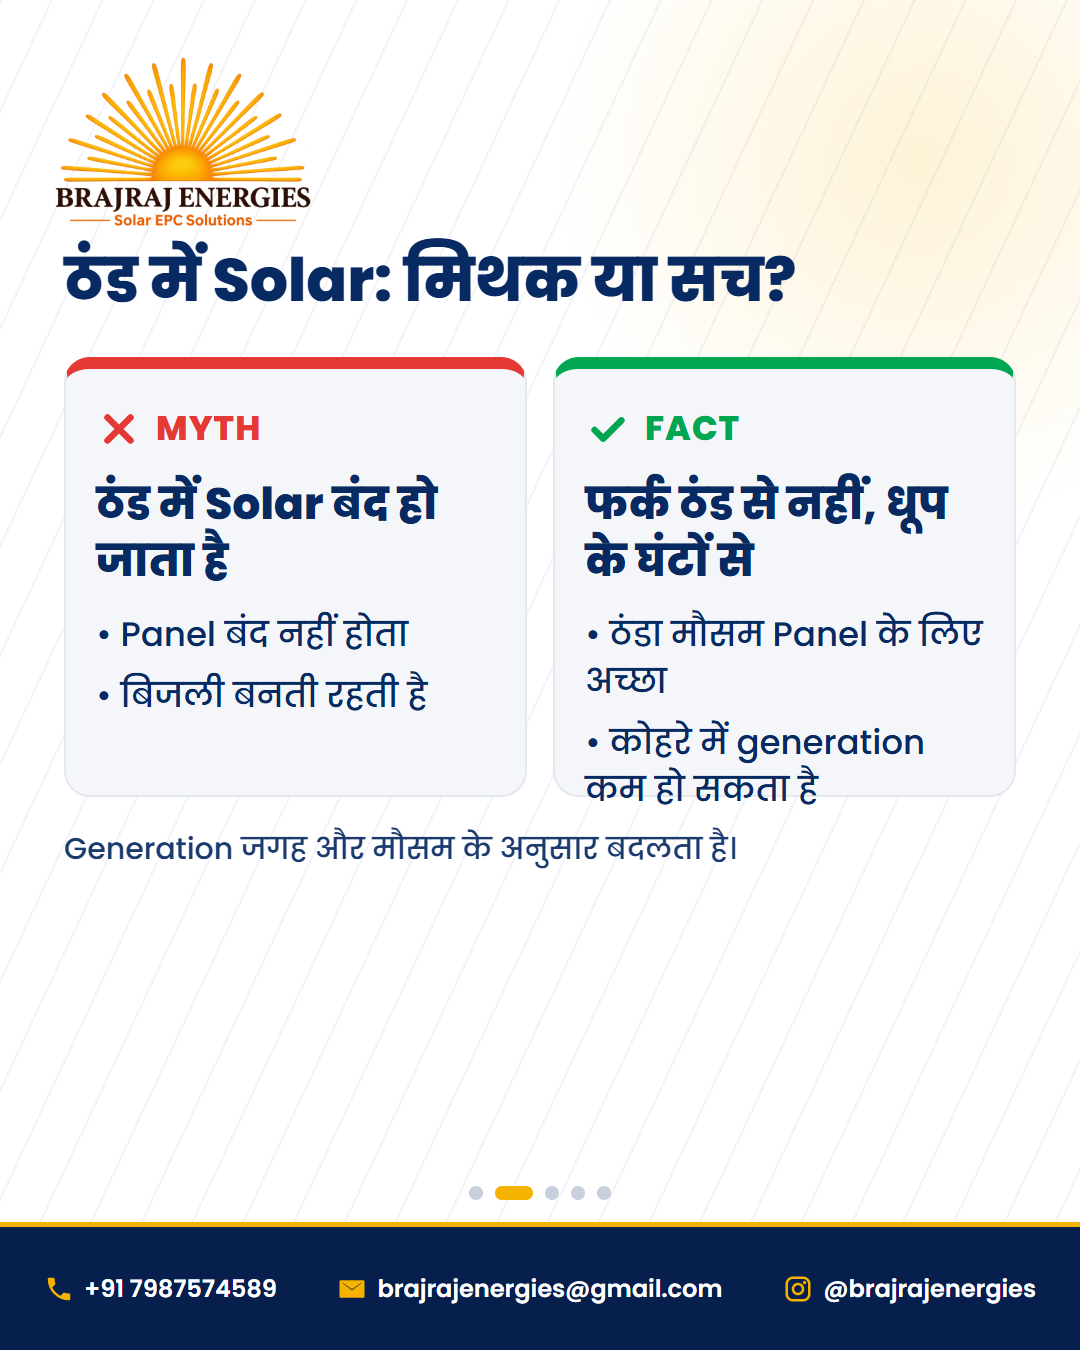 BRAJRAJ ENERGIES
Solar EPC Solutions
ठंड में Solar: मिथक या सच?
MYTH
ठंड में Solar बंद हो
जाता है
• Panel बंद नहीं होता
• बिजली बनती रहती है
FACT
फर्क ठंड से नहीं, धूप
के घंटों से
• ठंडा मौसम Panel के लिए
अच्छा
• कोहरे में generation
कम हो सकता है
Generation जगह और मौसम के अनुसार बदलता है।
+91 7987574589
brajrajenergies@gmail.com
@brajrajenergies